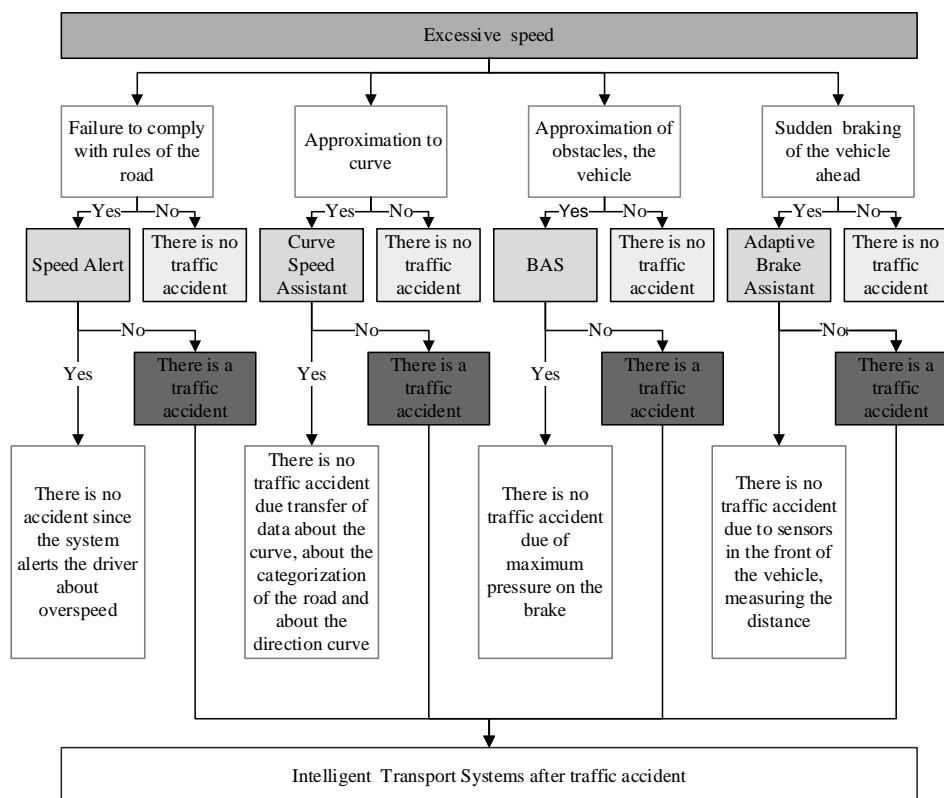 Excessive speed
Failure to comply
with rules of the
road
Approximation to
curve
Approximation of
obstacles, the
vehicle
Sudden braking
of the vehicle
ahead
Yes
No
Yes
No
Yes
No
Yes
No
Speed Alert
There is no
traffic
accident
Curve
Speed
Assistant
There is no
traffic
accident
BAS
There is no
traffic
accident
Adaptive
Brake
Assistant
There is no
traffic
accident
No
No
No
No
Yes
There is a
traffic
accident
Yes
There is a
traffic
accident
Yes
There is a
traffic
accident
Yes
There is a
traffic
accident
There is no
accident since
the system
alerts the driver
about
overspeed
There is no
traffic accident
due transfer of
data about the
curve, about the
categorization
of the road and
about the
direction curve
There is no
traffic accident
due of
maximum
pressure on the
brake
There is no
traffic accident
due to sensors
in the front of
the vehicle,
measuring the
distance
Intelligent Transport Systems after traffic accident